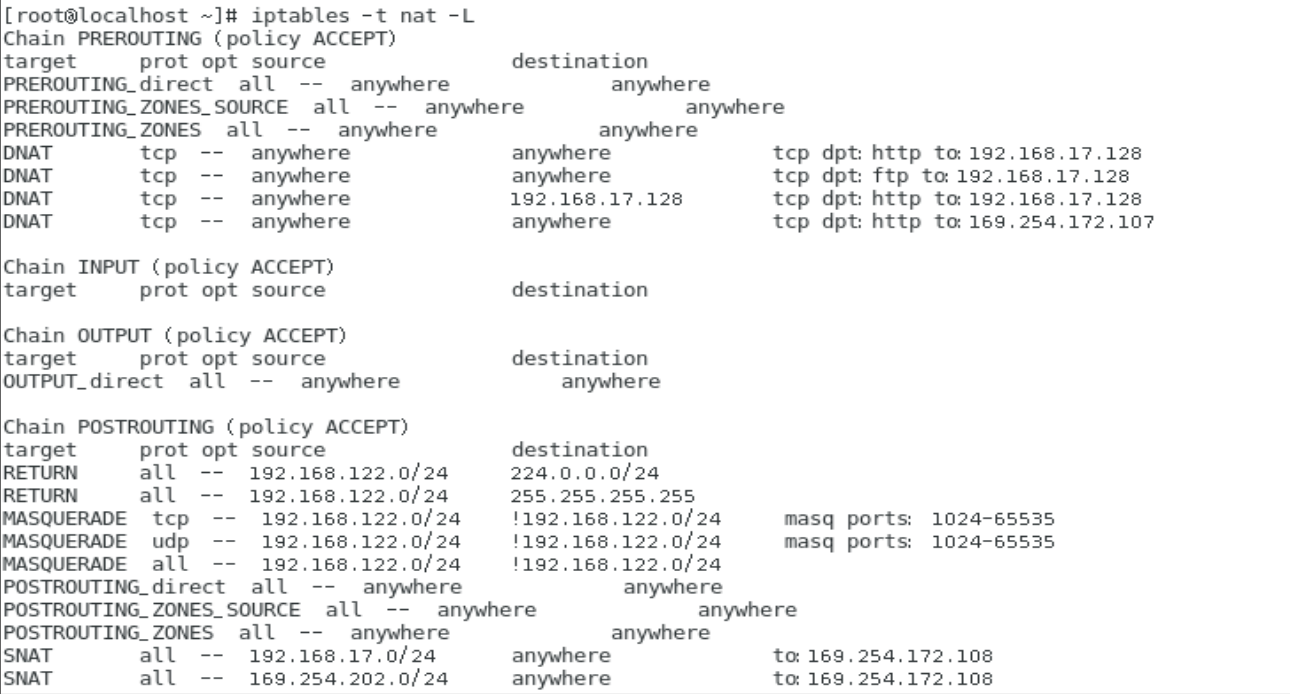 [root@localhost ~]# iptables -t nat -L
Chain PREROUTING (policy ACCEPT)
target     prot opt source               destination
PREROUTING_direct  all  --  anywhere             anywhere
PREROUTING_ZONES_SOURCE  all  --  anywhere             anywhere
PREROUTING_ZONES  all  --  anywhere             anywhere
DNAT       tcp  --  anywhere             anywhere             tcp dpt:http to:192.168.17.128
DNAT       tcp  --  anywhere             anywhere             tcp dpt:ftp to:192.168.17.128
DNAT       tcp  --  anywhere             192.168.17.128       tcp dpt:http to:192.168.17.128
DNAT       tcp  --  anywhere             anywhere             tcp dpt:http to:169.254.172.107

Chain INPUT (policy ACCEPT)
target     prot opt source               destination

Chain OUTPUT (policy ACCEPT)
target     prot opt source               destination
OUTPUT_direct  all  --  anywhere             anywhere

Chain POSTROUTING (policy ACCEPT)
target     prot opt source               destination
RETURN     all  --  192.168.122.0/24     224.0.0.0/24
RETURN     all  --  192.168.122.0/24     255.255.255.255
MASQUERADE  tcp  --  192.168.122.0/24    !192.168.122.0/24     masq ports: 1024-65535
MASQUERADE  udp  --  192.168.122.0/24    !192.168.122.0/24     masq ports: 1024-65535
MASQUERADE  all  --  192.168.122.0/24    !192.168.122.0/24
POSTROUTING_direct  all  --  anywhere             anywhere
POSTROUTING_ZONES_SOURCE  all  --  anywhere             anywhere
POSTROUTING_ZONES  all  --  anywhere             anywhere
SNAT       all  --  192.168.17.0/24      anywhere             to:169.254.172.108
SNAT       all  --  169.254.202.0/24     anywhere             to:169.254.172.108